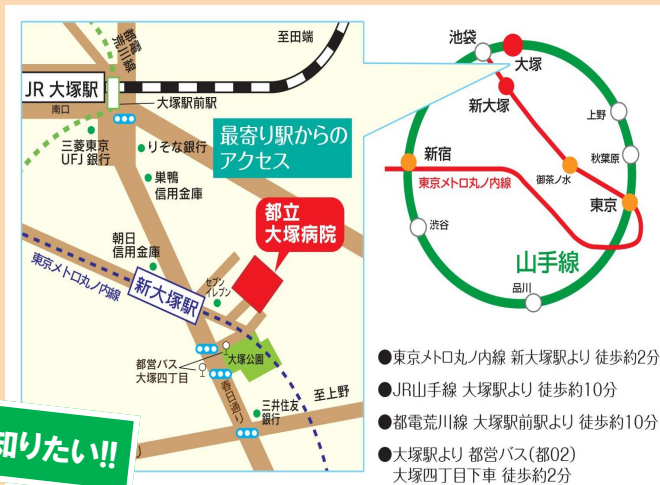 都電
荒川線
至田端
JR 大塚駅
南口
大塚駅前駅
三菱東京
UFJ 銀行
りそな銀行
巣鴨
信用金庫
最寄り駅からの
アクセス
都立
大塚病院
朝日
信用金庫
東京メトロ丸ノ内線
新大塚駅
セブン
イレブン
都営バス
大塚四丁目
大塚公園
春日通り
三井住友
銀行
至上野
知りたい!!
池袋
大塚
新大塚
上野
秋葉原
新宿
東京メトロ丸ノ内線
御茶ノ水
東京
渋谷
山手線
品川
●東京メトロ丸ノ内線 新大塚駅より 徒歩約2分
●JR山手線 大塚駅より 徒歩約10分
●都電荒川線 大塚駅前駅より 徒歩約10分
●大塚駅より 都営バス(都02)
大塚四丁目下車 徒歩約2分